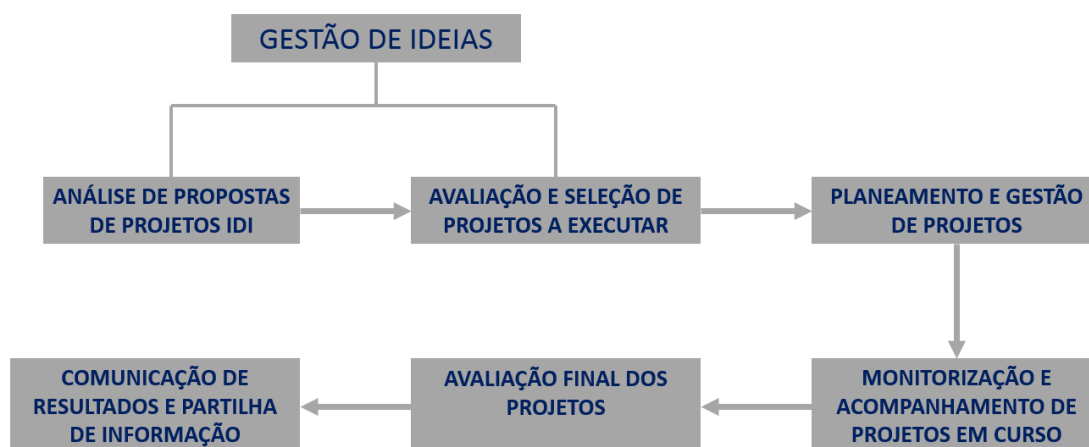 GESTÃO DE IDEIAS
ANÁLISE DE PROPOSTAS
DE PROJETOS IDI
AVALIAÇÃO E SELEÇÃO DE
PROJETOS A EXECUTAR
PLANEAMENTO E GESTÃO
DE PROJETOS
COMUNICAÇÃO DE
RESULTADOS E PARTILHA
DE INFORMAÇÃO
AVALIAÇÃO FINAL DOS
PROJETOS
MONITORIZAÇÃO E
ACOMPANHAMENTO DE
PROJETOS EM CURSO